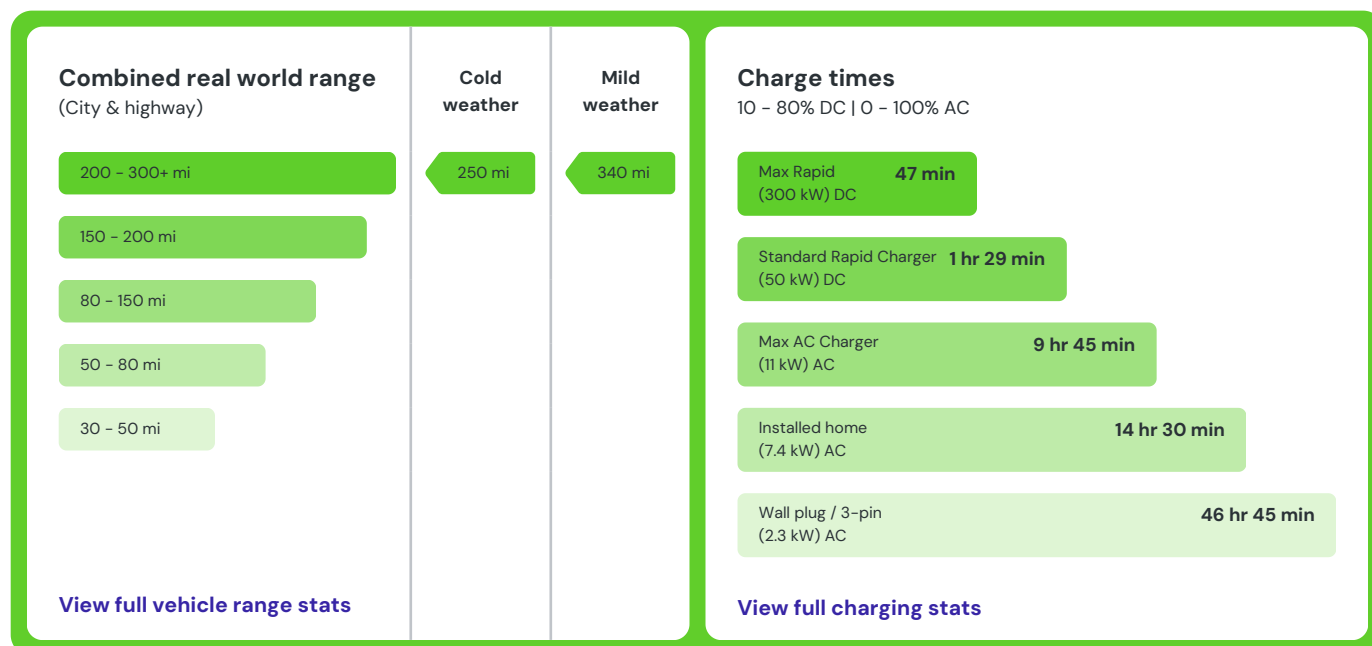 Combined real world range
(City & highway)
Cold
weather
Mild
weather
200 - 300+ mi
250 mi
340 mi
150 - 200 mi
80 - 150 mi
50 - 80 mi
30 - 50 mi
View full vehicle range stats
Charge times
10 - 80% DC | 0 - 100% AC
Max Rapid
(300 kW) DC
47 min
Standard Rapid Charger
(50 kW) DC
1 hr 29 min
Max AC Charger
(11 kW) AC
9 hr 45 min
Installed home
(7.4 kW) AC
14 hr 30 min
Wall plug / 3-pin
(2.3 kW) AC
46 hr 45 min
View full charging stats